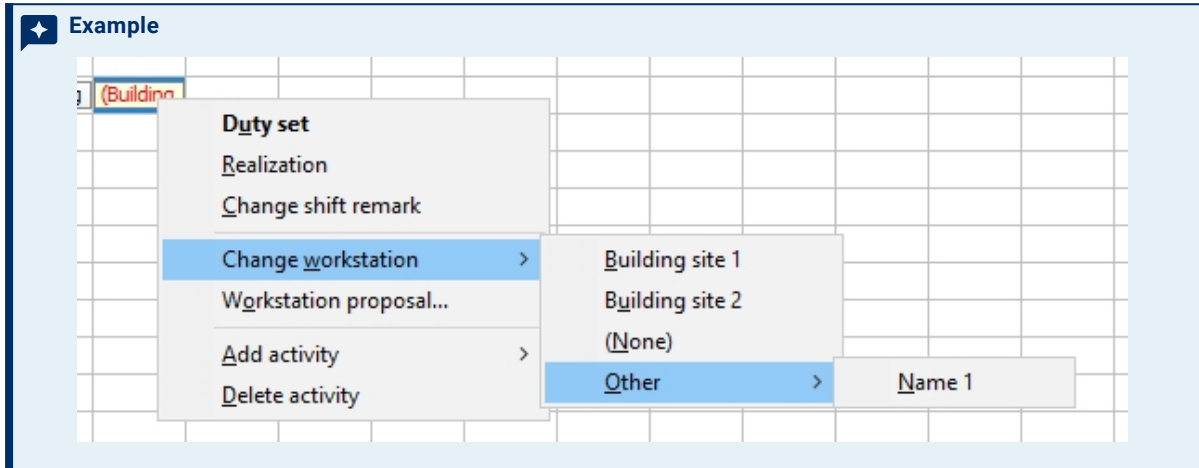 Example
(Building
Duty set
Realization
Change shift remark
Change workstation
Workstation proposal...
Add activity
Delete activity
Building site 1
Building site 2
(None)
Other
Name 1